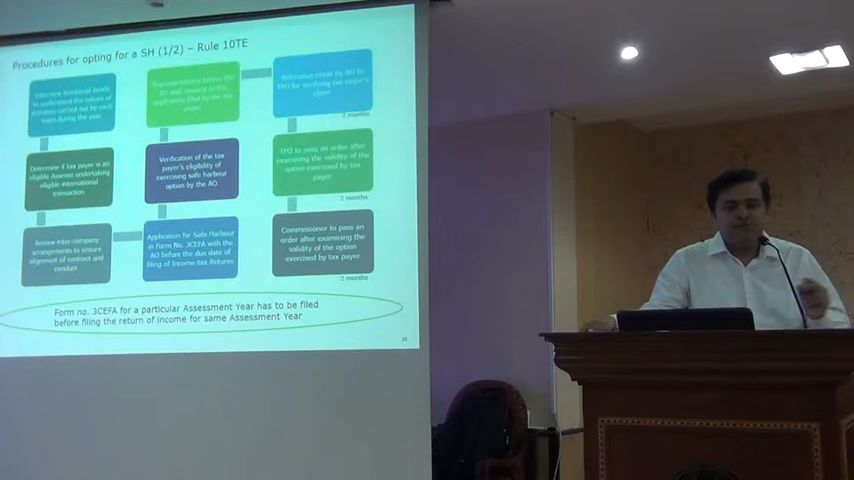 Procedures for opting for a SH (1/2) – Rule 10TE
Interview functional heads
to understand the nature of
activities carried out by each
team during the year
Determine if tax payer is an
eligible Assesse undertaking
eligible international
transaction
Review inter-company
arrangements to ensure
alignment of contract and
conduct
Application for Safe Harbour
in Form No. 3CEFA with the
AO before the due date of
filing of Income-tax Returns
Verification of the tax
payer's eligibility of
exercising safe harbour
option by the AO
Representations before the
AO with respect to the
application filed by the tax
payer
Reference made by AO to
TPO for verifying tax payer's
claim
2 months
TPO to pass an order after
examining the validity of the
option exercised by tax
payer
2 months
Commissioner to pass an
order after examining the
validity of the option
exercised by tax payer
2 months
Form no. 3CEFA for a particular Assessment Year has to be filed
before filing the return of income for same Assessment Year